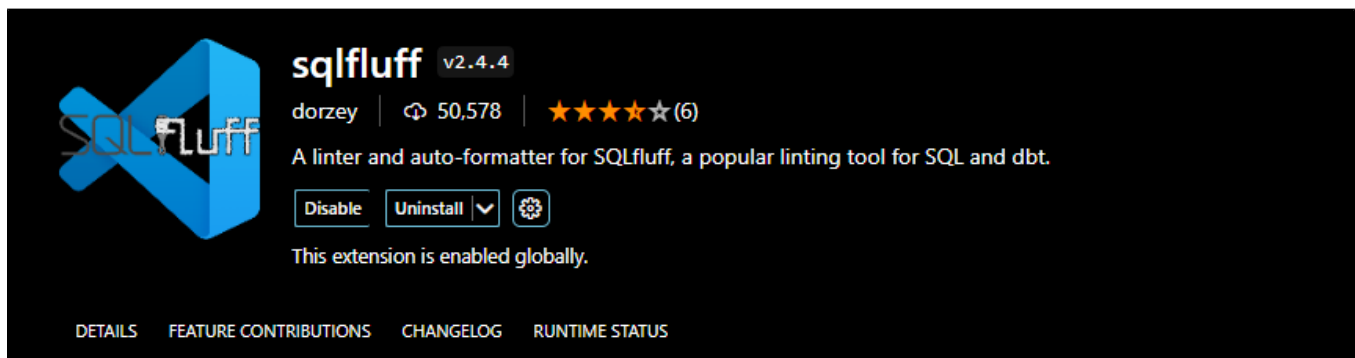 SQLFluff
sqlfluff v2.4.4
dorzey 50,578 (6)
A linter and auto-formatter for SQLfluff, a popular linting tool for SQL and dbt.
Disable Uninstall
This extension is enabled globally.
DETAILS FEATURE CONTRIBUTIONS CHANGELOG RUNTIME STATUS